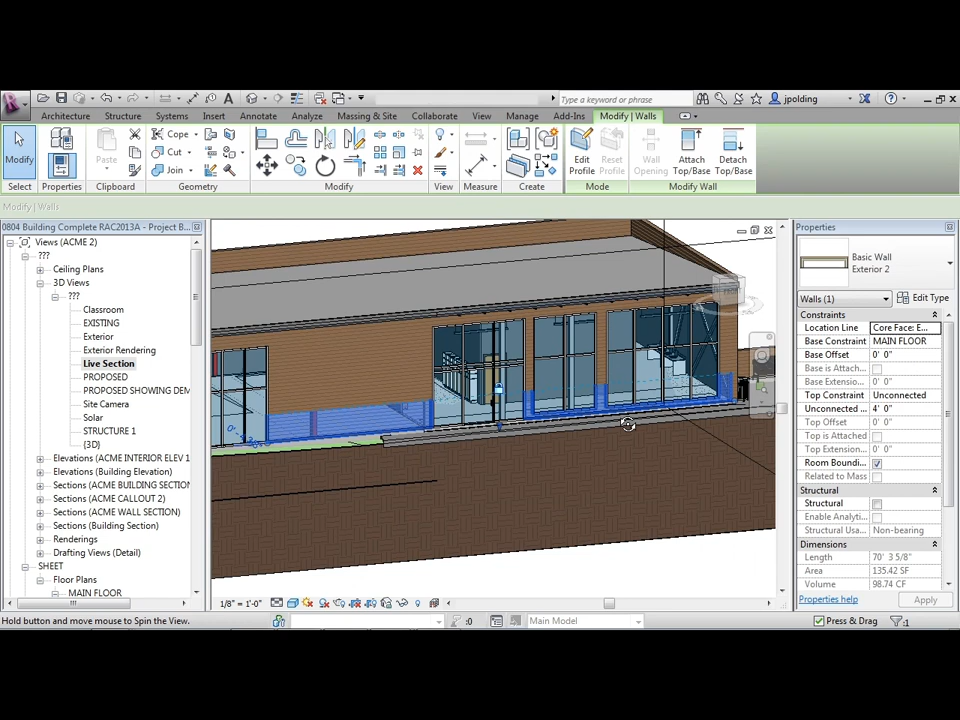 Type a keyword or phrase
jpolding
Architecture Structure Systems Insert Annotate Analyze Massing & Site Collaborate View Manage Add-Ins Modify | Walls
Modify
Properties
Paste
Cope
Cut
Join
Edit Profile
Reset Profile
Wall Opening
Attach Top/Base
Detach Top/Base
Select Properties Clipboard Geometry Modify View Measure Create Mode Modify Wall
Modify | Walls
0804 Building Complete RAC2013A - Project B...
Views (ACME 2)
???
Ceiling Plans
3D Views
???
Classroom
EXISTING
Exterior
Exterior Rendering
Live Section
PROPOSED
PROPOSED SHOWING DEM
Site Camera
Solar
STRUCTURE 1
{3D}
Elevations (ACME INTERIOR ELEV 1
Elevations (Building Elevation)
Sections (ACME BUILDING SECTION
Sections (ACME CALLOUT 2)
Sections (ACME WALL SECTION)
Sections (Building Section)
Renderings
Drafting Views (Detail)
SHEET
Floor Plans
MAIN FLOOR
Properties
Basic Wall
Exterior 2
Walls (1)
Edit Type
Constraints
Location Line Core Face: E...
Base Constraint MAIN FLOOR
Base Offset 0' 0"
Base is Attach...
Base Extensio... 0' 0"
Top Constraint Unconnected
Unconnected ... 4' 0"
Top Offset 0' 0"
Top is Attached
Top Extension... 0' 0"
Room Boundi...
Related to Mass
Structural
Structural
Enable Analyti...
Structural Usa... Non-bearing
Dimensions
Length 70' 3 5/8"
Area 135.42 SF
Volume 98.74 CF
Properties help
Apply
1/8" = 1'-0"
Hold button and move mouse to Spin the View.
:0
Main Model
Press & Drag
:1